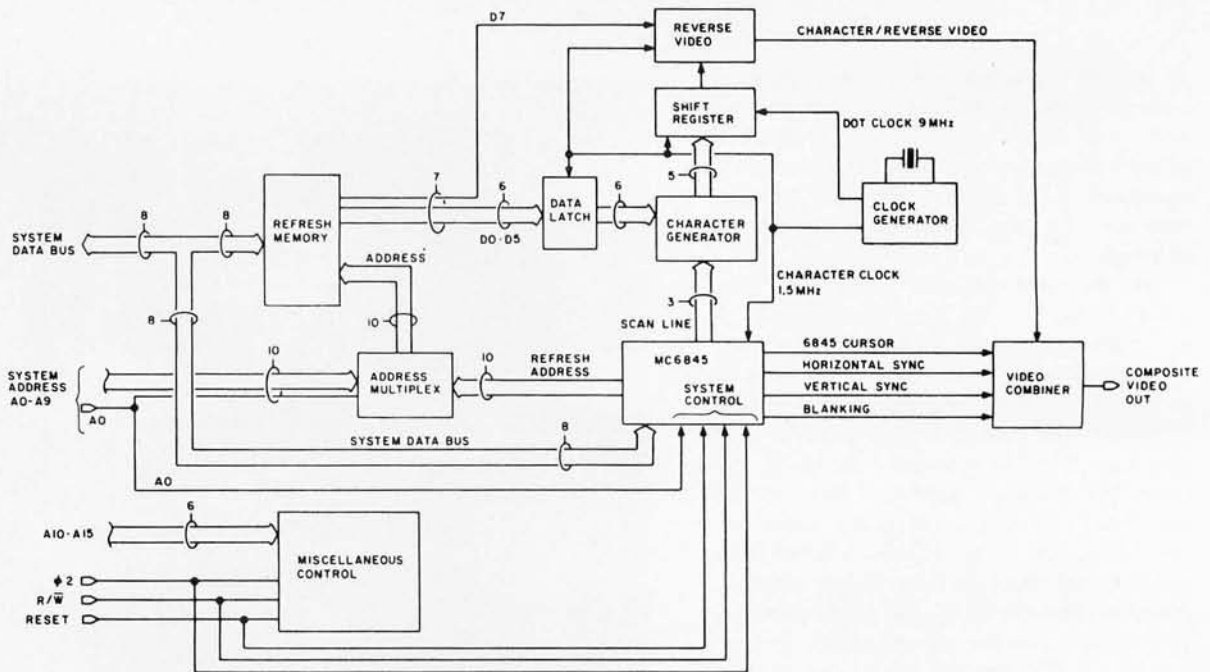 D7
REVERSE
VIDEO
CHARACTER/REVERSE VIDEO
SHIFT
REGISTER
DOT CLOCK 9 MHz
CLOCK
GENERATOR
5
7
6
6
DATA
LATCH
D0-D5
CHARACTER
GENERATOR
8
8
REFRESH
MEMORY
SYSTEM
DATA BUS
ADDRESS
CHARACTER CLOCK
1.5 MHz
3
SCAN LINE
8
10
SYSTEM
ADDRESS
A0-A9
A0
10
ADDRESS
MULTIPLEX
10
REFRESH
ADDRESS
MC6845
SYSTEM
CONTROL
6845 CURSOR
HORIZONTAL SYNC
VERTICAL SYNC
BLANKING
VIDEO
COMBINER
COMPOSITE
VIDEO
OUT
SYSTEM DATA BUS
8
A0
6
A10-A15
MISCELLANEOUS
CONTROL
ϕ2
R/W̅
RESET